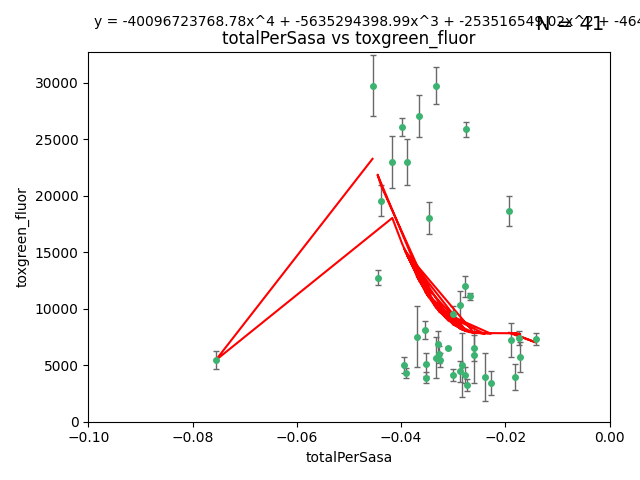 y = -40096723768.78x^4 + -5635294398.99x^3 + -253516549.02x^2 + -464
N = 41
totalPerSasa vs toxgreen_fluor
30000
25000
20000
15000
10000
5000
0
toxgreen_fluor
−0.10 −0.08 −0.06 −0.04 −0.02 0.00
totalPerSasa